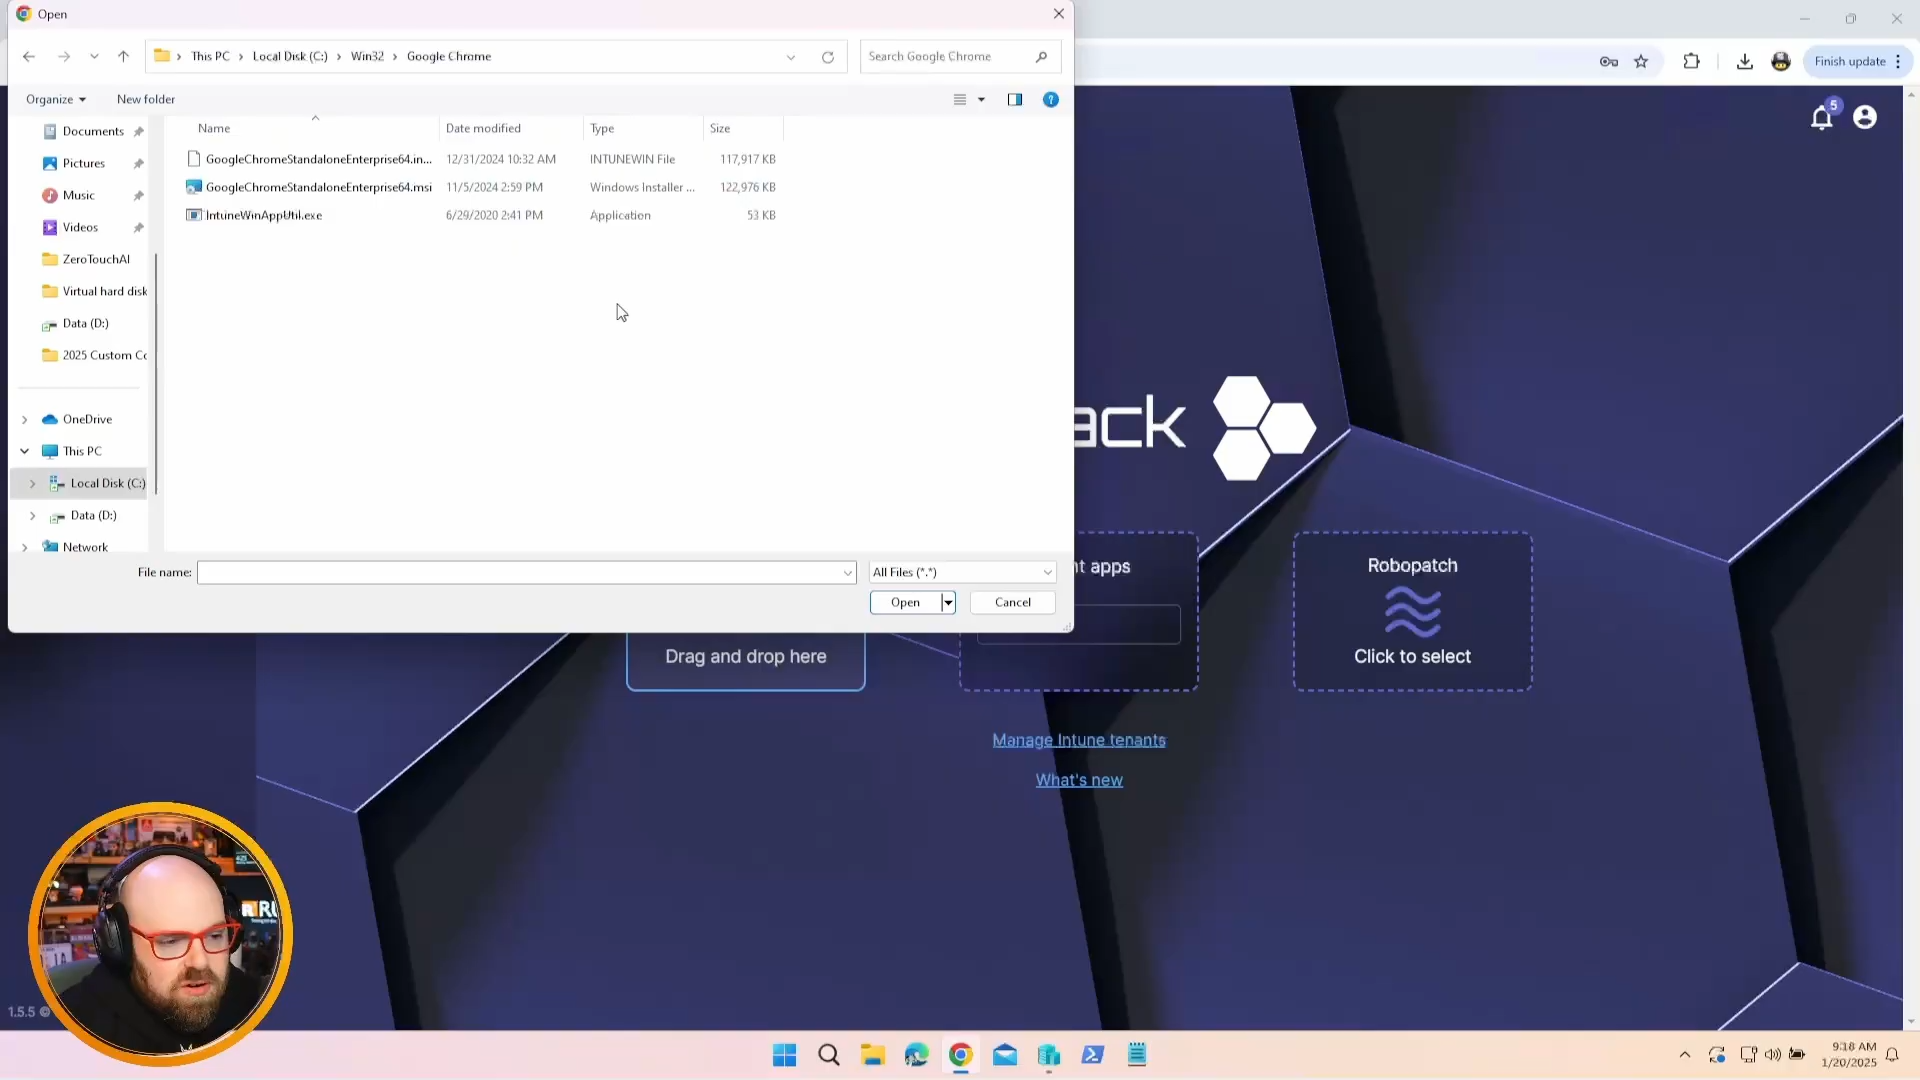 Open
This PC > Local Disk (C:) > Win32 > Google Chrome
Search Google Chrome
Finish update
Organize
New folder
5
Name
Date modified
Type
Size
GoogleChromeStandaloneEnterprise64.in... 12/31/2024 10:32 AM INTUNEWIN File 117,917 KB
GoogleChromeStandaloneEnterprise64.msi 11/5/2024 2:59 PM Windows Installer ... 122,976 KB
IntuneWinAppUtil.exe 6/29/2020 2:41 PM Application 53 KB
Documents
Pictures
Music
Videos
ZeroTouchAI
Virtual hard disk
Data (D:)
2025 Custom Co
OneDrive
This PC
Local Disk (C:)
Data (D:)
Network
File name:
All Files (*.*)
Open
Cancel
ack
nt apps
Robopatch
Drag and drop here
Click to select
Manage Intune tenants
What's new
1.5.5 ©
9:18 AM
1/20/2025